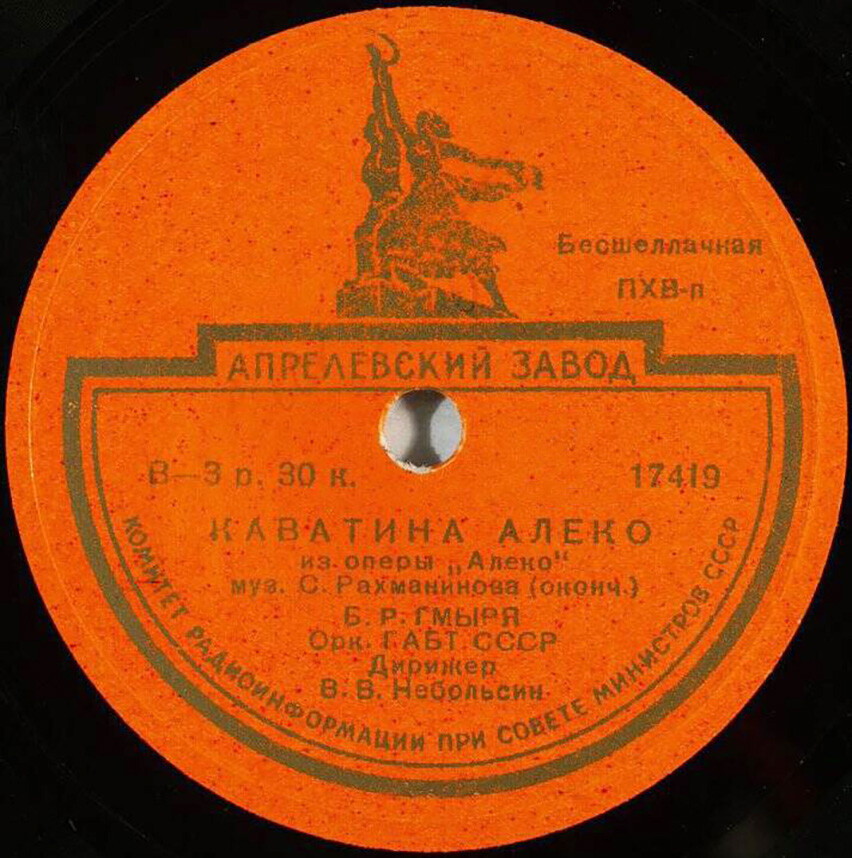 Бесшеллачная
ПХВ-п
АПРЕЛЕВСКИЙ ЗАВОД
В—3 р. 30 к.
17419
КАВАТИНА АЛЕКО
из оперы „Алеко"
муз. С. Рахманинова (оконч.)
Б. Р. ГМЫРЯ
Орк. ГАБТ СССР
Дирижер
В. В. Небольсин
КОМИТЕТ РАДИОИНФОРМАЦИИ ПРИ СОВЕТЕ МИНИСТРОВ СССР